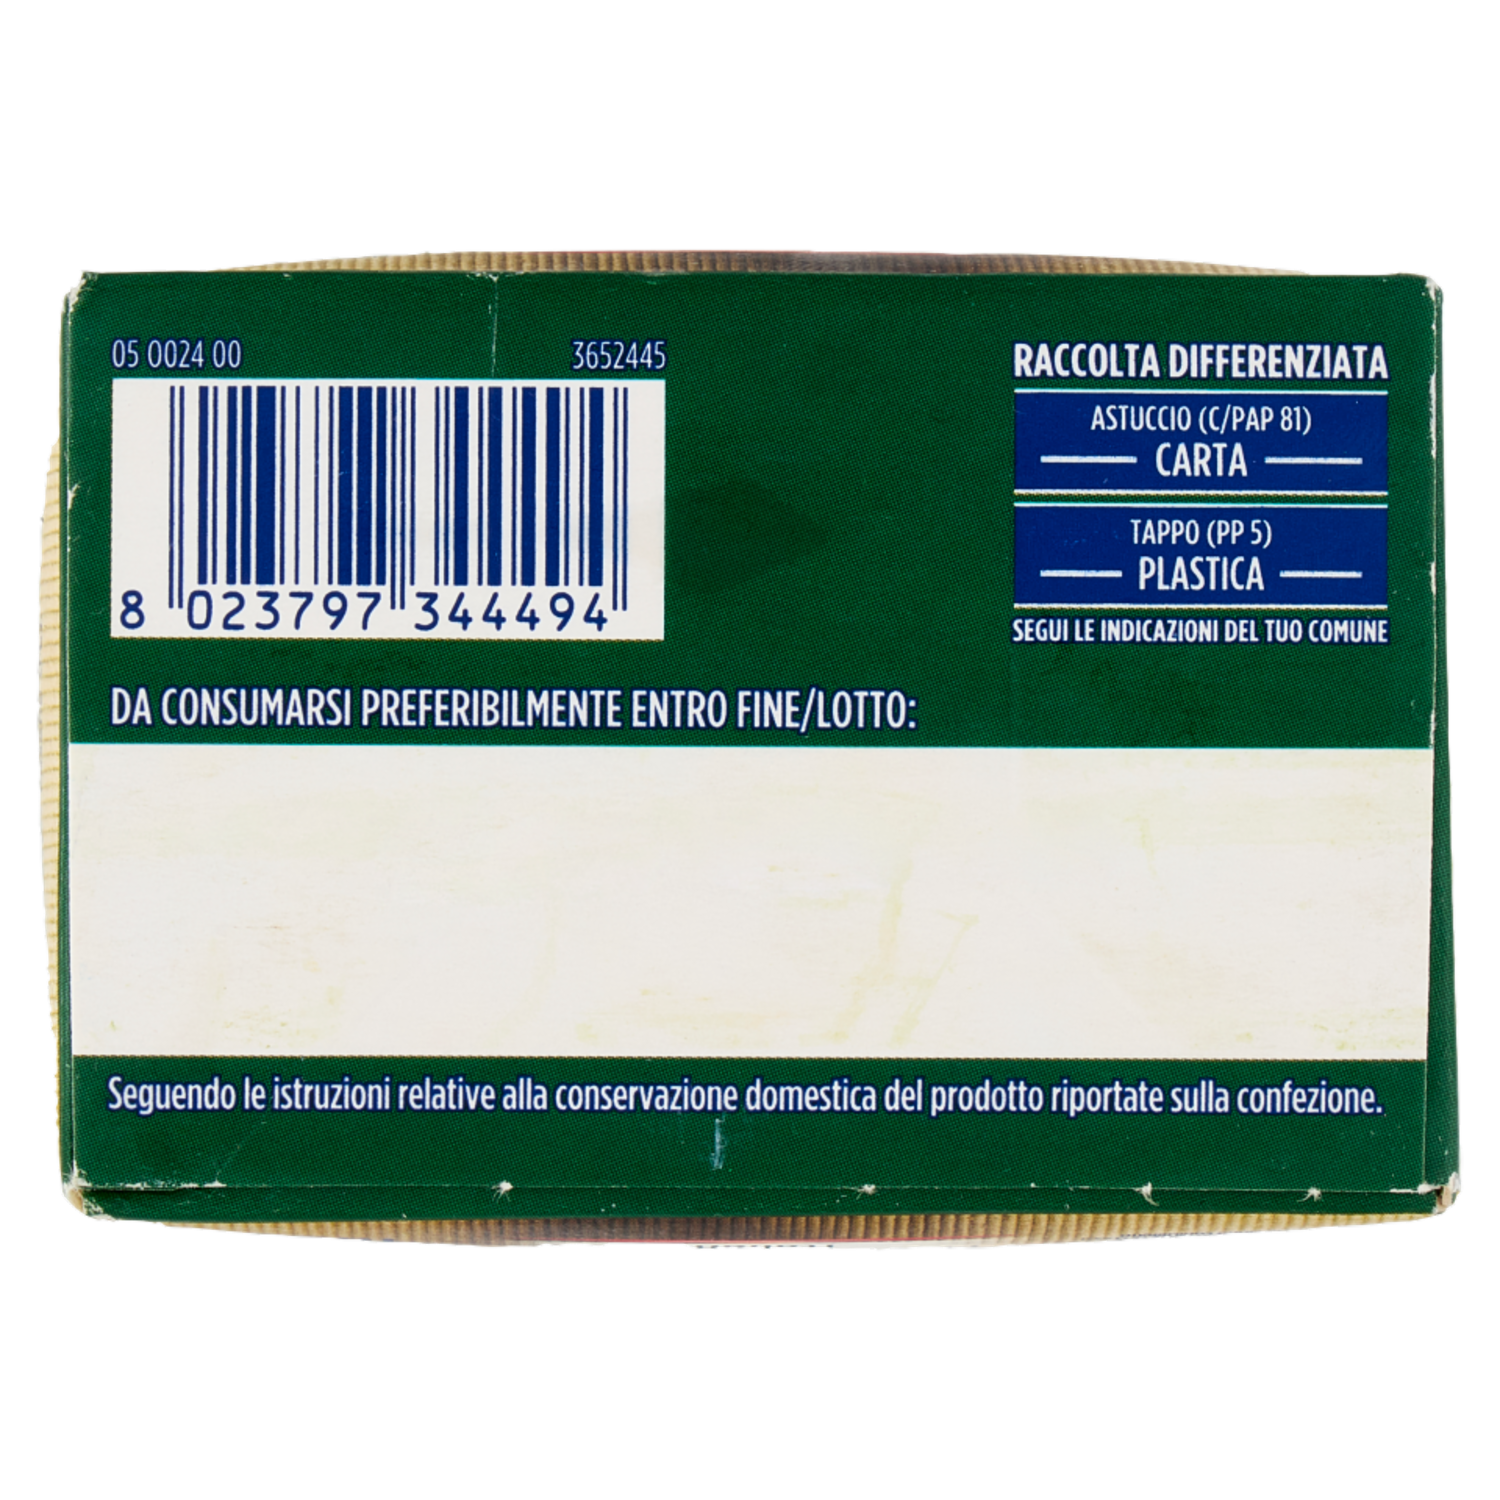 05 0024 00
3652445
8 023797 344494
RACCOLTA DIFFERENZIATA
ASTUCCIO (C/PAP 81)
CARTA
TAPPO (PP 5)
PLASTICA
SEGUI LE INDICAZIONI DEL TUO COMUNE
DA CONSUMARSI PREFERIBILMENTE ENTRO FINE/LOTTO:
Seguendo le istruzioni relative alla conservazione domestica del prodotto riportate sulla confezione.